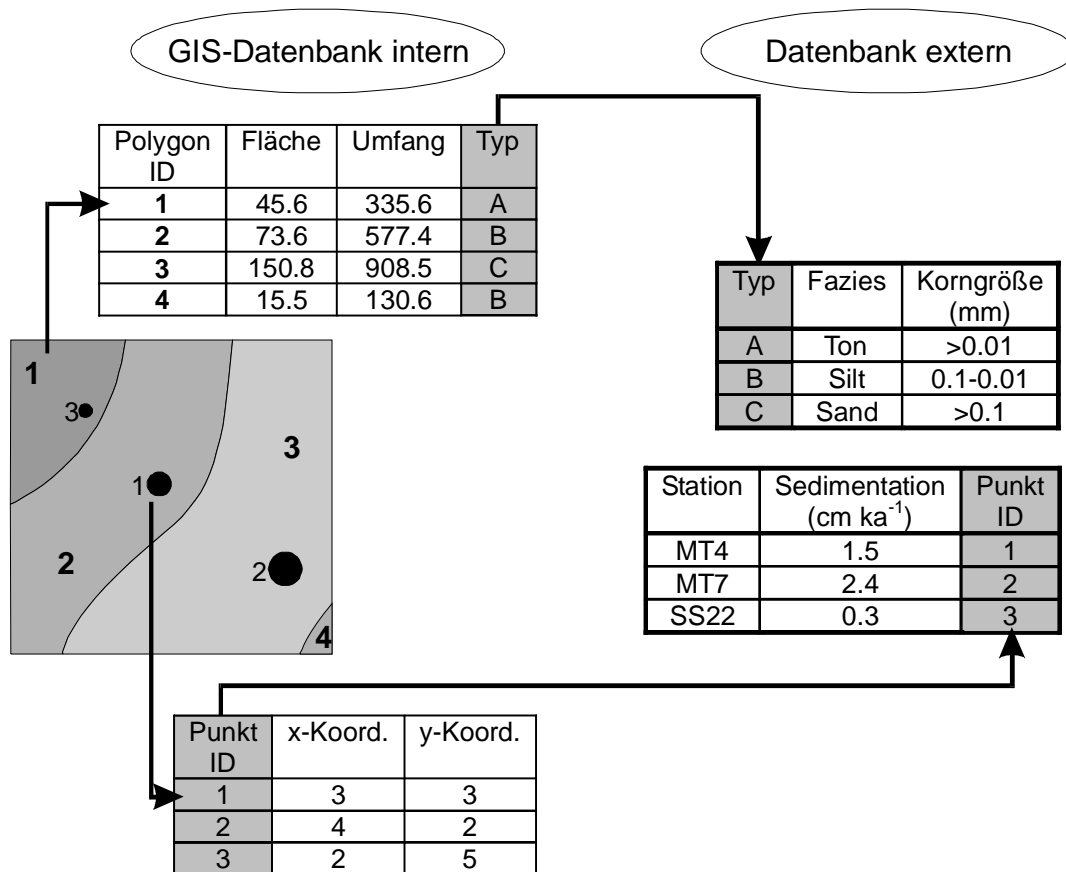 GIS-Datenbank intern
Datenbank extern
Polygon ID Fläche Umfang Typ
1 45.6 335.6 A
2 73.6 577.4 B
3 150.8 908.5 C
4 15.5 130.6 B
Typ Fazies Korngröße (mm)
A Ton >0.01
B Silt 0.1-0.01
C Sand >0.1
1
3
3
1
2
2
4
Station Sedimentation (cm ka⁻¹) Punkt ID
MT4 1.5 1
MT7 2.4 2
SS22 0.3 3
Punkt ID x-Koord. y-Koord.
1 3 3
2 4 2
3 2 5